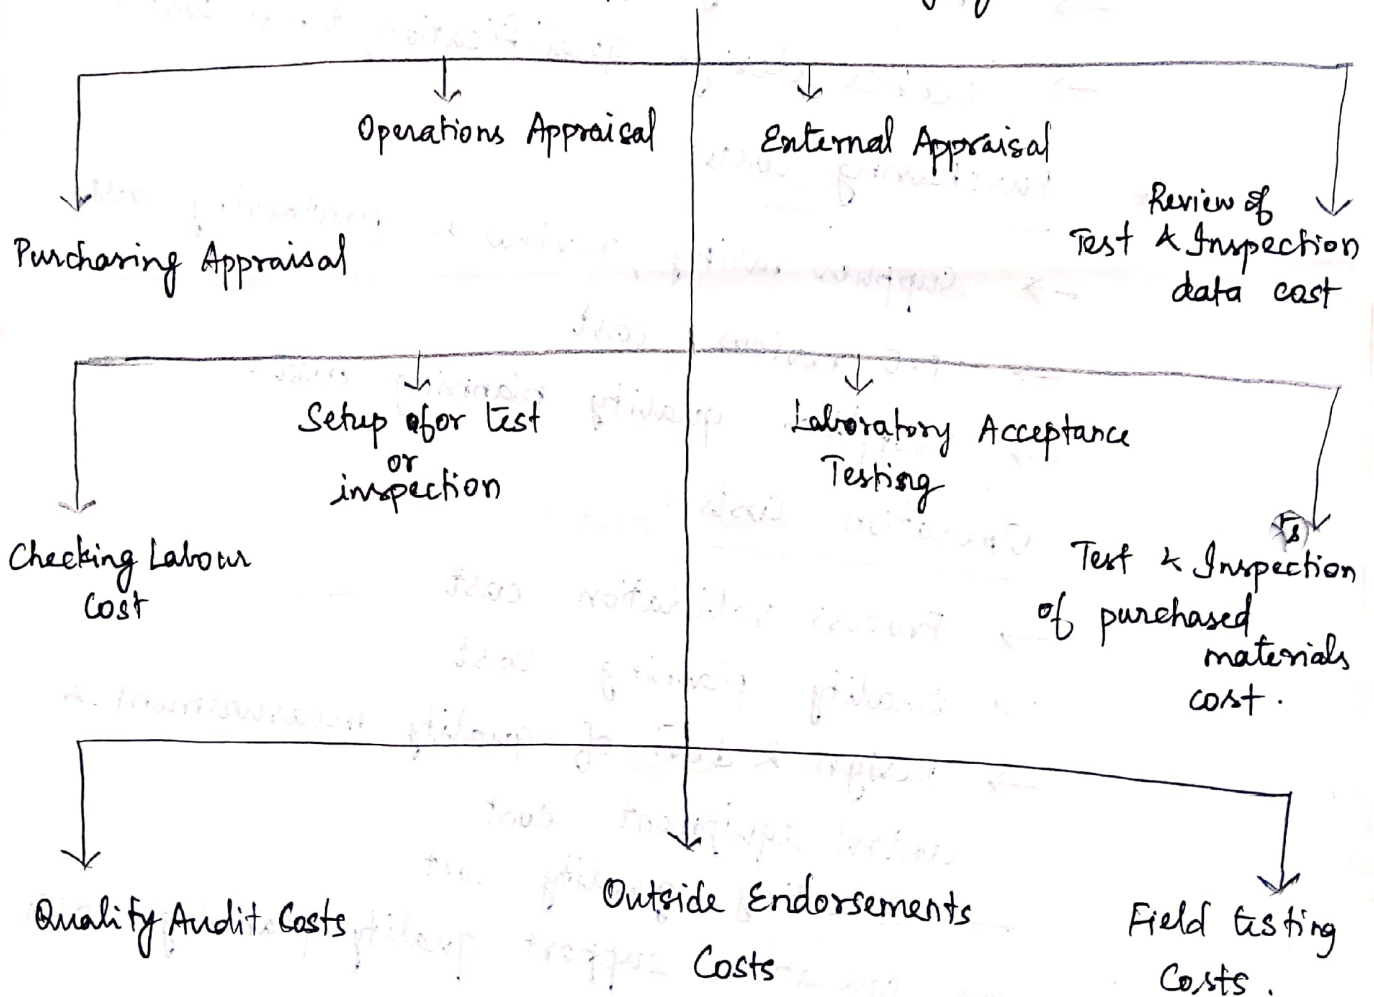 Operations Appraisal
External Appraisal
Purchasing Appraisal
Review of
Test & Inspection
data cost
Setup for test
or
inspection
Laboratory Acceptance
Testing
Checking Labour
Cost
Test & Inspection
of purchased
materials
cost.
Quality Audit Costs
Outside Endorsements
Costs
Field testing
Costs.